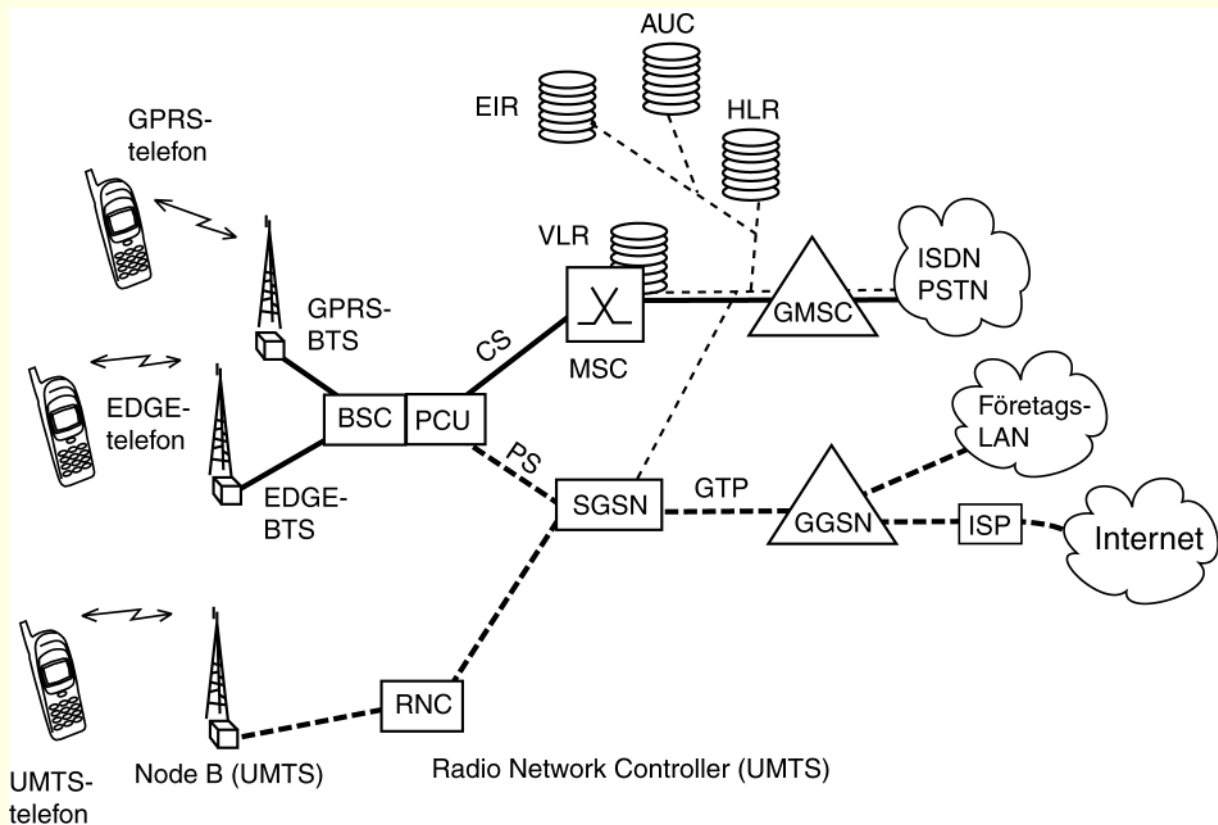 AUC
EIR
HLR
GPRS-
telefon
VLR
ISDN
PSTN
GPRS-
BTS
GMSC
CS
MSC
EDGE-
telefon
BSC
PCU
Företags-
LAN
PS
EDGE-
BTS
SGSN
GTP
GGSN
ISP
Internet
RNC
UMTS-
telefon
Node B (UMTS)
Radio Network Controller (UMTS)